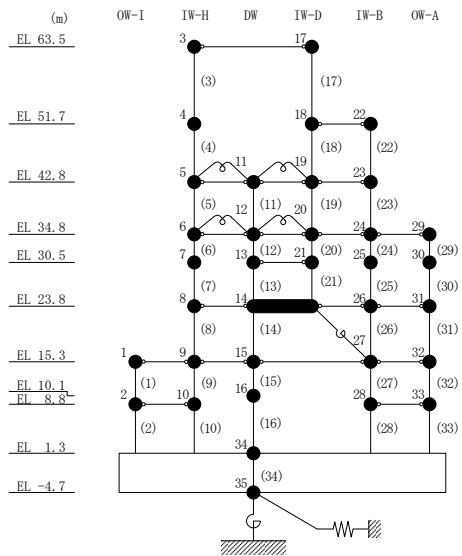 (m) OW-I IW-H DW IW-D IW-B OW-A
EL 63.5 3 17
(3) (17)
EL 51.7 4 18 22
(4) (18) (22)
EL 42.8 5 11 19 23
(5) (11) (19) (23)
EL 34.8 6 12 20 24 29
(6) (12) (20) (24) (29)
EL 30.5 7 13 21 25 30
(7) (13) (21) (25) (30)
EL 23.8 8 14 26 31
(8) (14) (26) (31)
27
EL 15.3 1 9 15 32
(1) (9) (15) (27) (32)
EL 10.1 16
EL 8.8 2 10 28 33
(2) (10) (16) (28) (33)
EL 1.3 34
(34)
EL -4.7 35